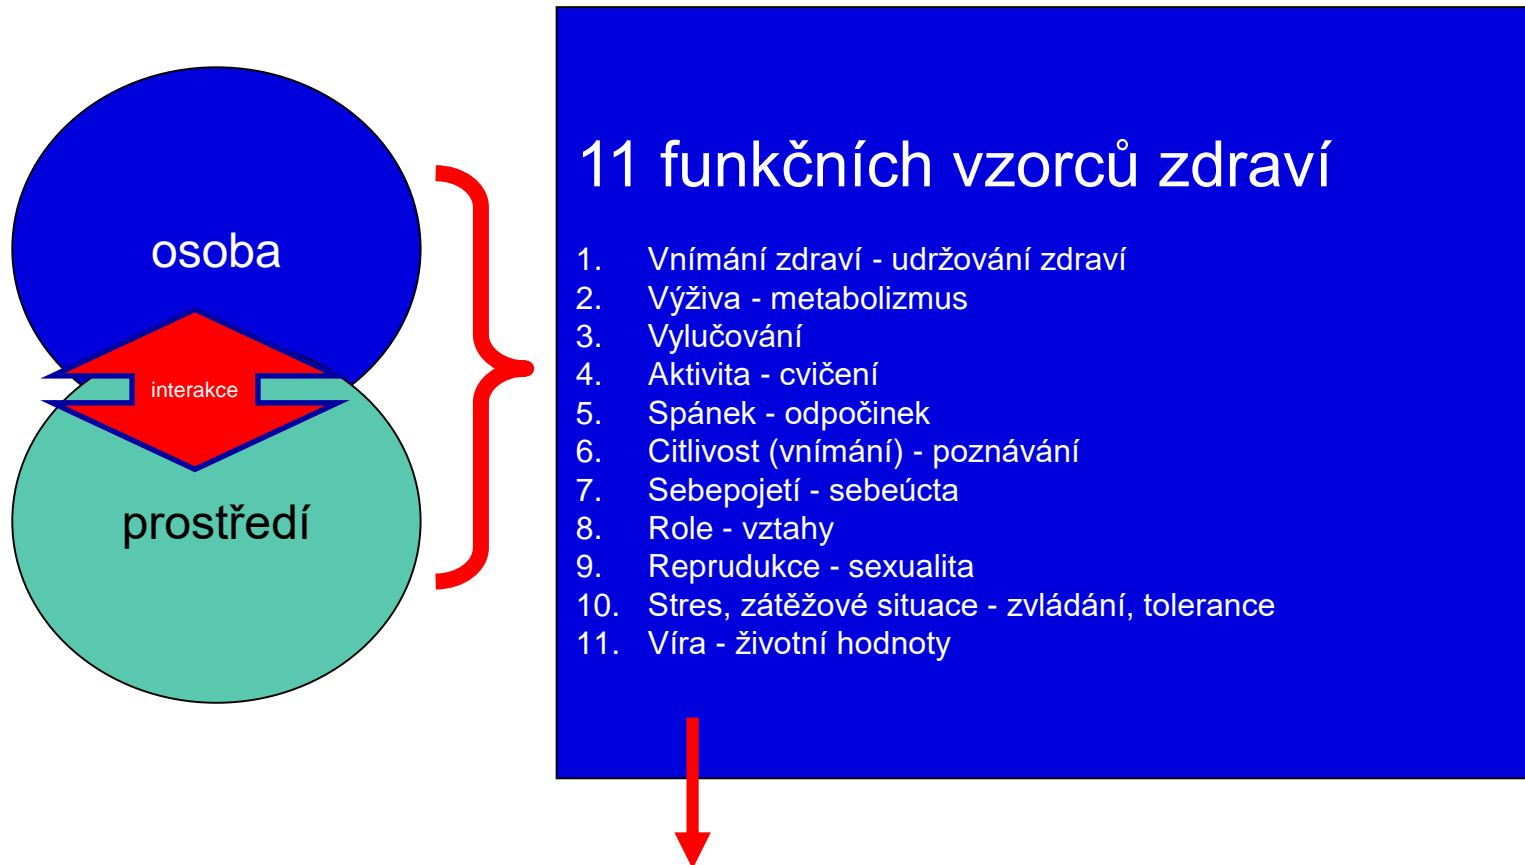 osoba
interakce
prostředí
11 funkčních vzorců zdraví
1. Vnímání zdraví - udržování zdraví
2. Výživa - metabolizmus
3. Vylučování
4. Aktivita - cvičení
5. Spánek - odpočinek
6. Citlivost (vnímání) - poznávání
7. Sebepojetí - sebeúcta
8. Role - vztahy
9. Reprudukce - sexualita
10. Stres, zátěžové situace - zvládání, tolerance
11. Víra - životní hodnoty